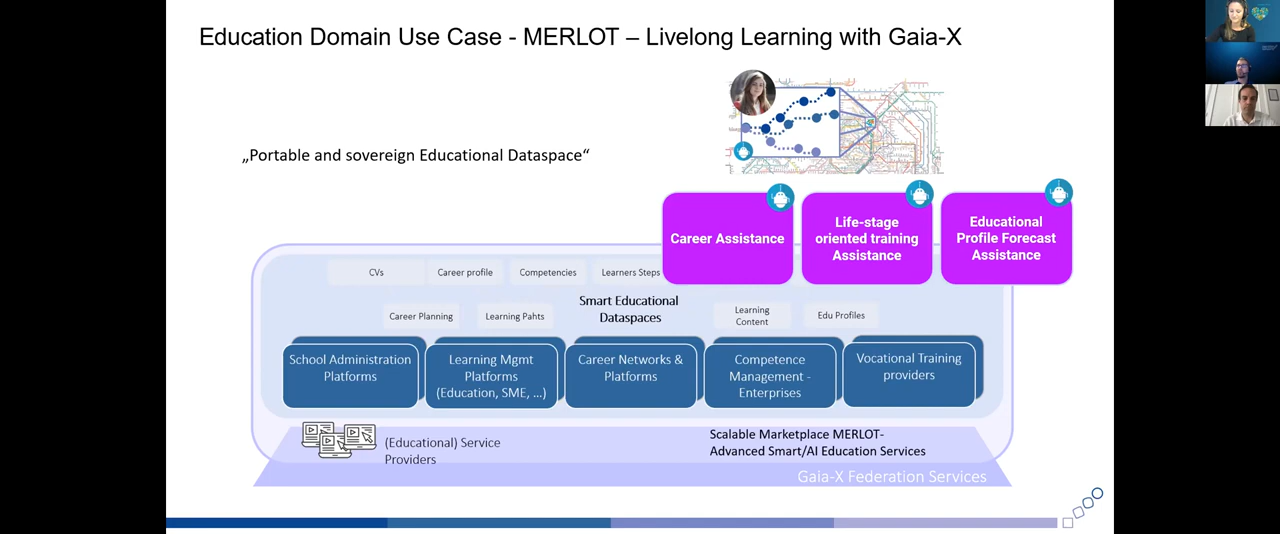 Education Domain Use Case - MERLOT – Livelong Learning with Gaia-X
„Portable and sovereign Educational Dataspace“
Career Assistance
Life-stage
oriented training
Assistance
Educational
Profile Forecast
Assistance
CVs
Career profile
Competencies
Learners Steps
Smart Educational
Dataspaces
Career Planning
Learning Pahts
Learning
Content
Edu Profiles
School Administration
Platforms
Learning Mgmt
Platforms
(Education, SME, ...)
Career Networks &
Platforms
Competence
Management -
Enterprises
Vocational Training
providers
(Educational) Service
Providers
Scalable Marketplace MERLOT-
Advanced Smart/AI Education Services
Gaia-X Federation Services